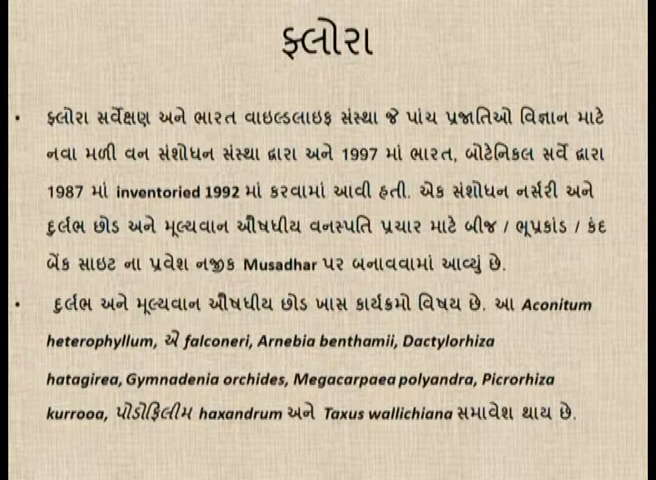 ફ્લોરા
• ફ્લોરા સર્વેક્ષણ અને ભારત વાઇલ્ડલાઇફ સંસ્થા જે પાંચ પ્રજાતિઓ વિજ્ઞાન માટે
નવા મળી વન સંશોધન સંસ્થા દ્વારા અને 1997 માં ભારત, બોટેનિકલ સર્વે દ્વારા
1987 માં inventoried 1992 માં કરવામાં આવી હતી. એક સંશોધન નર્સરી અને
દુર્લભ છોડ અને મૂલ્યવાન ઔષધીય વનસ્પતિ પ્રચાર માટે બીજ / ભૂપ્રકાંડ / કંદ
બેંક સાઇટ ના પ્રવેશ નજીક Musadhar પર બનાવવામાં આવ્યું છે.
• દુર્લભ અને મૂલ્યવાન ઔષધીય છોડ ખાસ કાર્યક્રમો વિષય છે. આ Aconitum
heterophyllum, એ falconeri, Arnebia benthamii, Dactylorhiza
hatagirea, Gymnadenia orchides, Megacarpaea polyandra, Picrorhiza
kurrooa, પોડોફિલીમ haxandrum અને Taxus wallichiana સમાવેશ થાય છે.